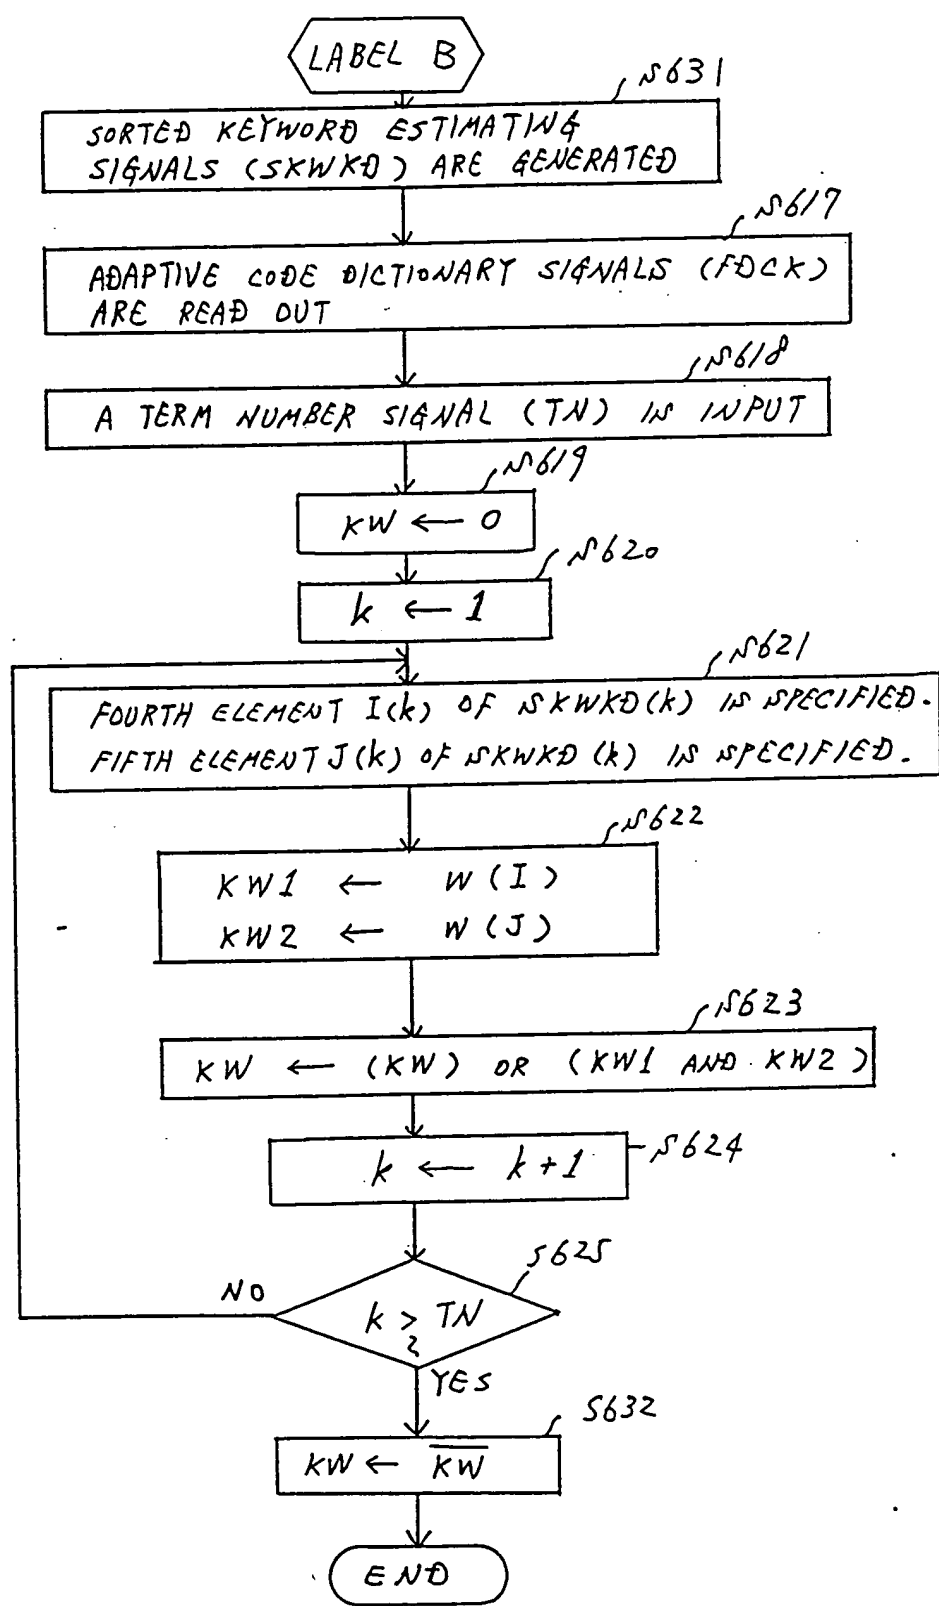 LABEL B
S631
SORTED KEYWORD ESTIMATING
SIGNALS (SKWKD) ARE GENERATED
S617
ADAPTIVE CODE DICTIONARY SIGNALS (FDCK)
ARE READ OUT
S618
A TERM NUMBER SIGNAL (TN) IS INPUT
S619
KW ← 0
S620
k ← 1
S621
FOURTH ELEMENT I(k) OF SKWKD(k) IS SPECIFIED.
FIFTH ELEMENT J(k) OF SKWKD(k) IS SPECIFIED.
S622
KW1 ← W(I)
KW2 ← W(J)
S623
KW ← (KW) OR (KW1 AND KW2)
S624
k ← k+1
S625
NO
k > TN
?
YES
S632
KW ← K̅W̅
END